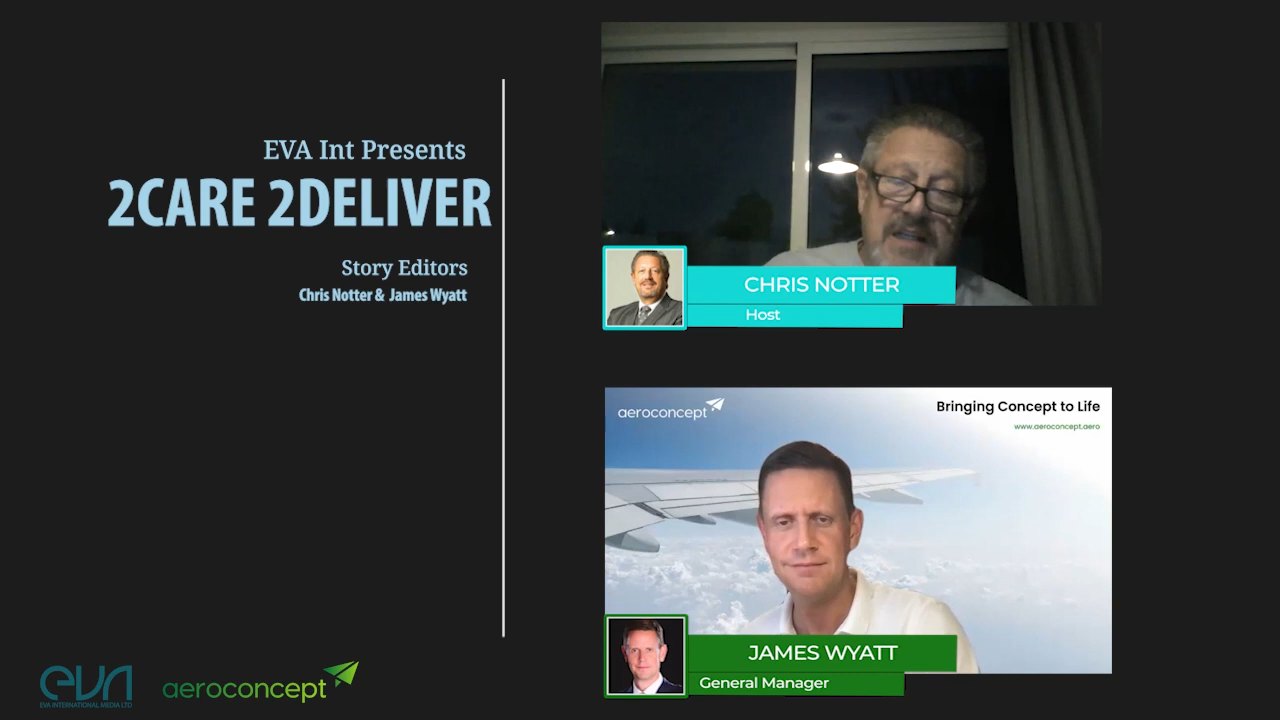 EVA Int Presents
2CARE 2DELIVER
Story Editors
Chris Notter & James Wyatt
CHRIS NOTTER
Host
aeroconcept
Bringing Concept to Life
www.aeroconcept.aero
JAMES WYATT
General Manager
eva
EVA INTERNATIONAL MEDIA LTD
aeroconcept